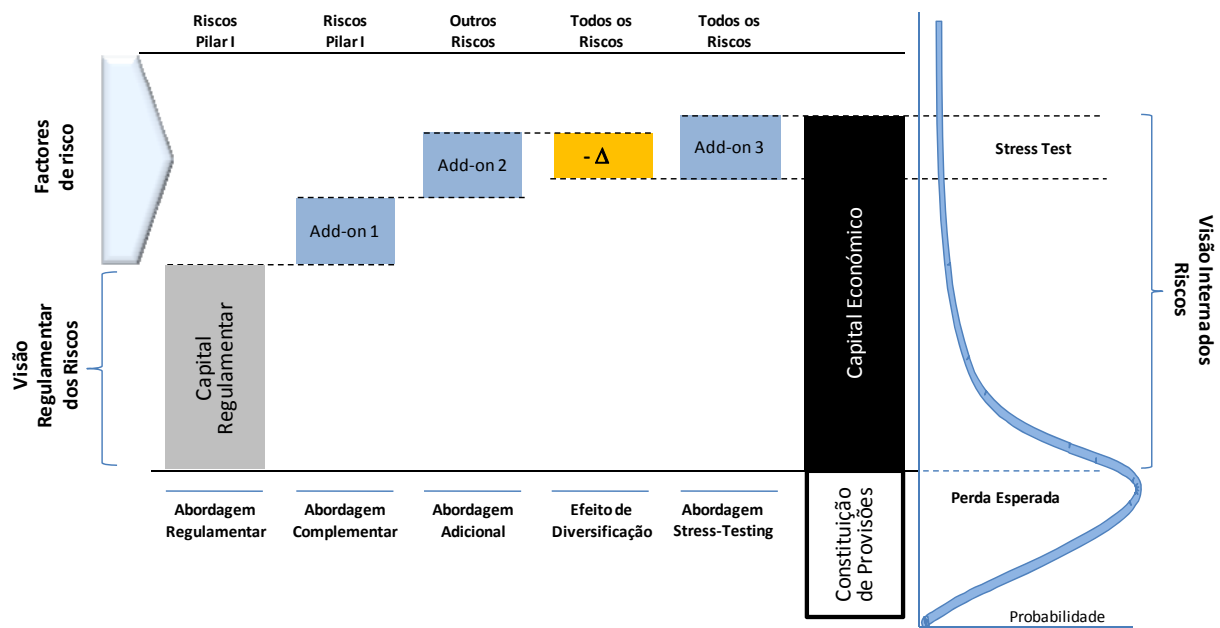 Riscos
Pilar I
Riscos
Pilar I
Outros
Riscos
Todos os
Riscos
Todos os
Riscos
Factores
de risco
Add-on 1
Add-on 2
- Δ
Add-on 3
Stress Test
Visão
Regulamentar
dos Riscos
Capital
Regulamentar
Capital Económico
Visão Interna dos
Riscos
Abordagem
Regulamentar
Abordagem
Complementar
Abordagem
Adicional
Efeito de
Diversificação
Abordagem
Stress-Testing
Constituição
de Provisões
Perda Esperada
Probabilidade